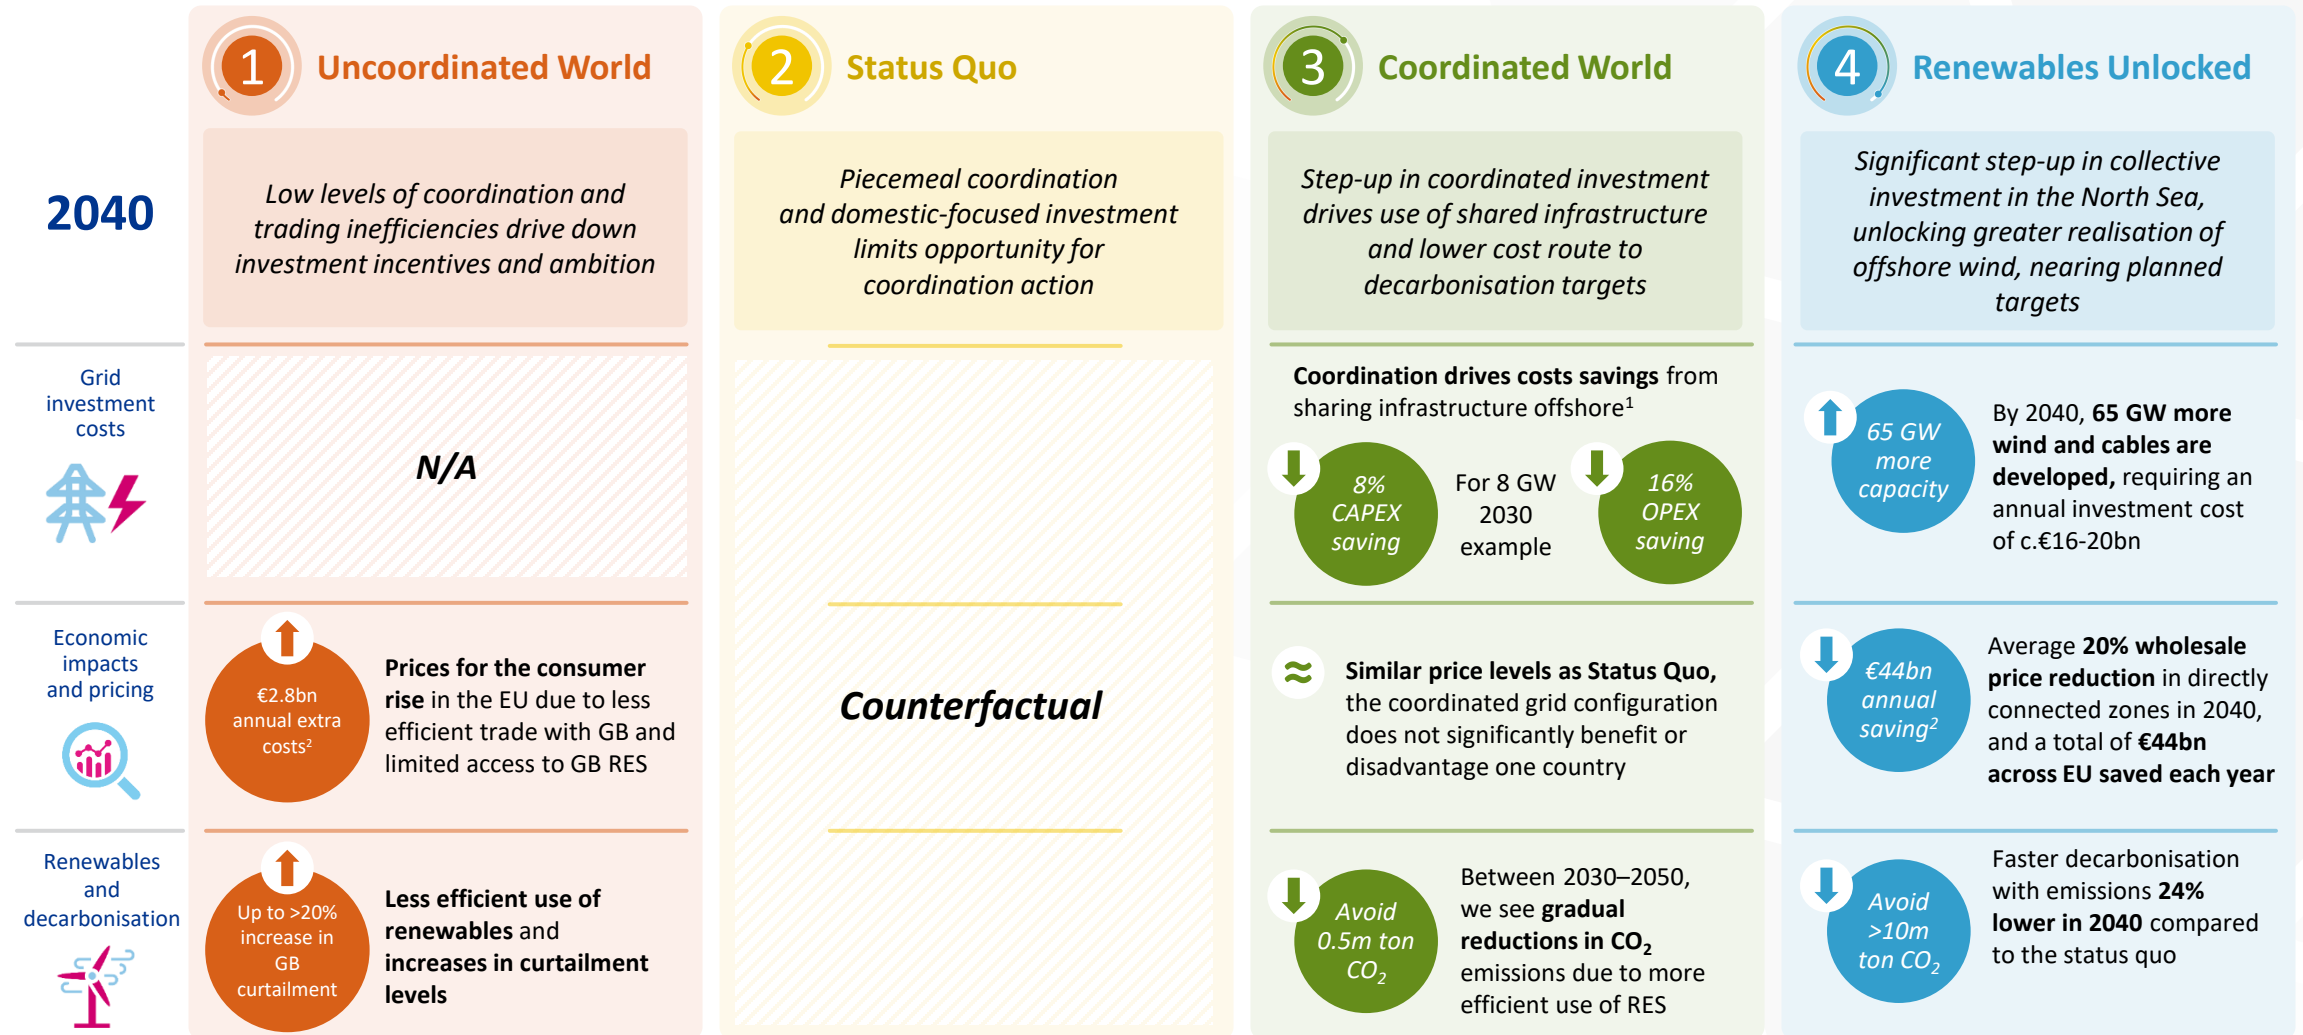 2040
1 Uncoordinated World
Low levels of coordination and
trading inefficiencies drive down
investment incentives and ambition
2 Status Quo
Piecemeal coordination
and domestic-focused investment
limits opportunity for
coordination action
3 Coordinated World
Step-up in coordinated investment
drives use of shared infrastructure
and lower cost route to
decarbonisation targets
4 Renewables Unlocked
Significant step-up in collective
investment in the North Sea,
unlocking greater realisation of
offshore wind, nearing planned
targets
Grid
investment
costs
N/A
Coordination drives costs savings from
sharing infrastructure offshore¹
8%
CAPEX
saving
For 8 GW
2030
example
16%
OPEX
saving
65 GW
more
capacity
By 2040, 65 GW more
wind and cables are
developed, requiring an
annual investment cost
of c.€16-20bn
Economic
impacts
and pricing
€2.8bn
annual extra
costs²
Prices for the consumer
rise in the EU due to less
efficient trade with GB and
limited access to GB RES
Counterfactual
≈
Similar price levels as Status Quo,
the coordinated grid configuration
does not significantly benefit or
disadvantage one country
€44bn
annual
saving²
Average 20% wholesale
price reduction in directly
connected zones in 2040,
and a total of €44bn
across EU saved each year
Renewables
and
decarbonisation
Up to >20%
increase in
GB
curtailment
Less efficient use of
renewables and
increases in curtailment
levels
Avoid
0.5m ton
CO₂
Between 2030–2050,
we see gradual
reductions in CO₂
emissions due to more
efficient use of RES
Avoid
>10m
ton CO₂
Faster decarbonisation
with emissions 24%
lower in 2040 compared
to the status quo